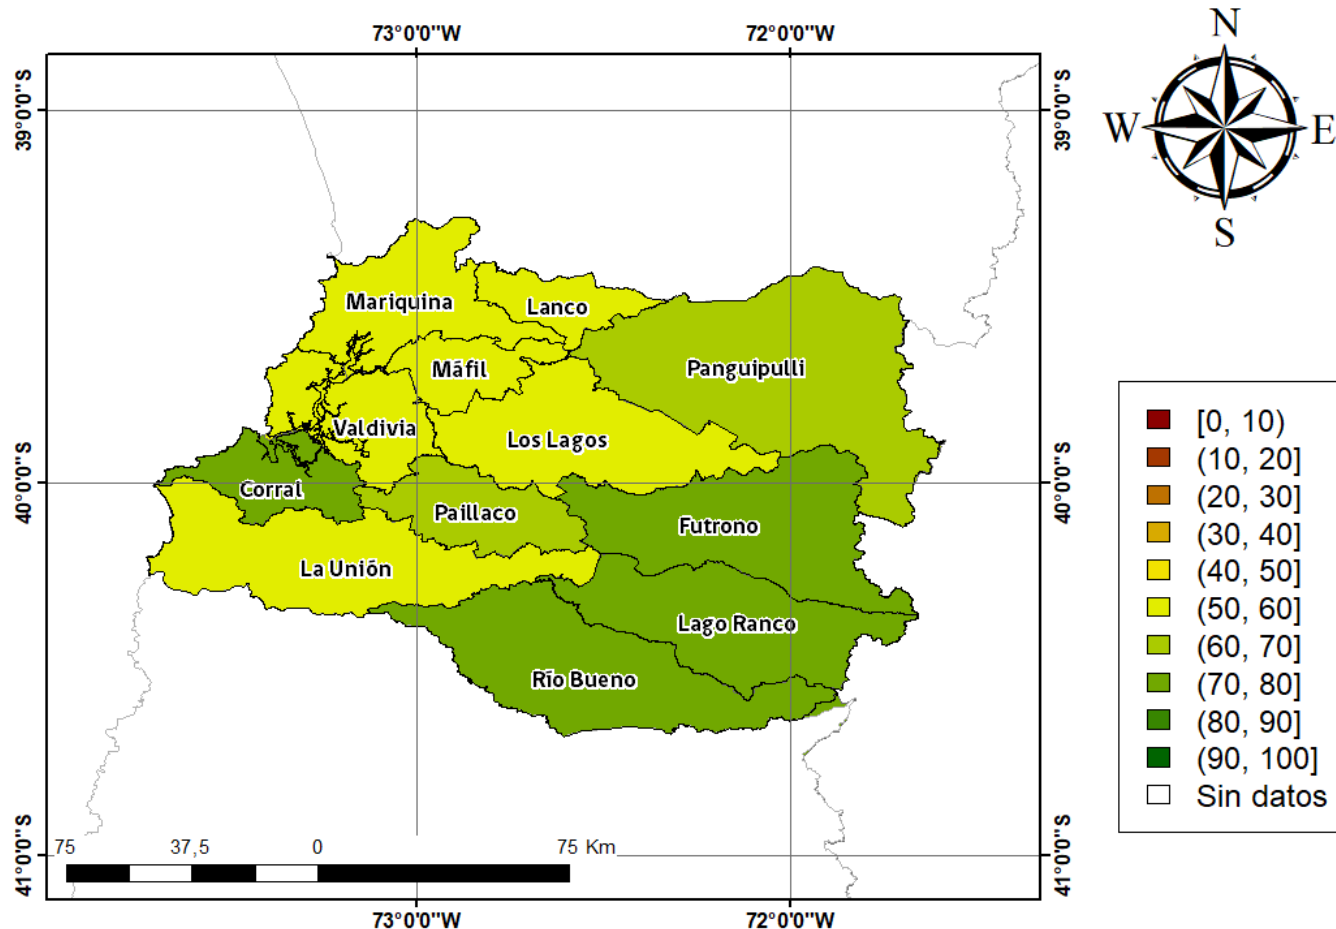 73°0'0"W 72°0'0"W
N
39°0'0"S 39°0'0"S
W E
S
Mariquina
Lanco
Panguipulli
Máfil
Valdivia
Los Lagos
Corral
Paillaco
Futrono
La Unión
Lago Ranco
Río Bueno
40°0'0"S 40°0'0"S
[0, 10)
(10, 20]
(20, 30]
(30, 40]
(40, 50]
(50, 60]
(60, 70]
(70, 80]
(80, 90]
(90, 100]
Sin datos
75 37,5 0 75 Km
41°0'0"S 41°0'0"S
73°0'0"W 72°0'0"W